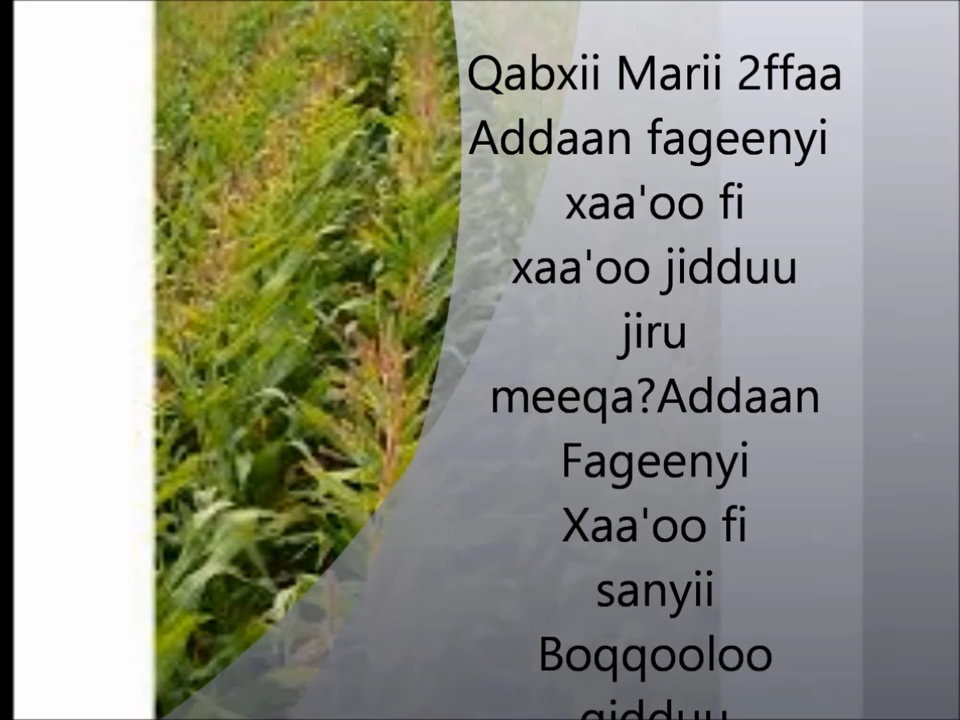 Qabxii Marii 2ffaa
Addaan fageenyi
xaa'oo fi
xaa'oo jidduu
jiru
meeqa?Addaan
Fageenyi
Xaa'oo fi
sanyii
Boqqooloo